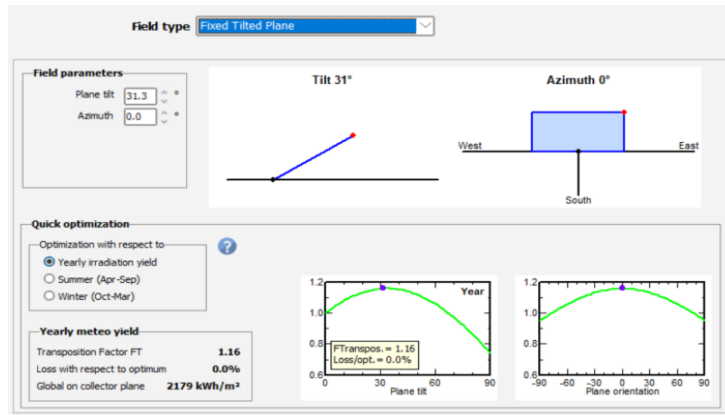 Field type Fixed Tilted Plane
Field parameters
Plane tilt 31.3 °
Azimuth 0.0 °
Tilt 31° Azimuth 0°
West East
South
Quick optimization
Optimization with respect to
Yearly irradiation yield
Summer (Apr-Sep)
Winter (Oct-Mar)
?
Yearly meteo yield
Transposition Factor FT 1.16
Loss with respect to optimum 0.0%
Global on collector plane 2179 kWh/m²
Year
1.2
1.0
0.8
0.6
FTranspos.= 1.16
Loss/opt.= 0.0%
0 30 60 90
Plane tilt
1.2
1.0
0.8
0.6
-90 -60 -30 0 30 60 90
Plane orientation